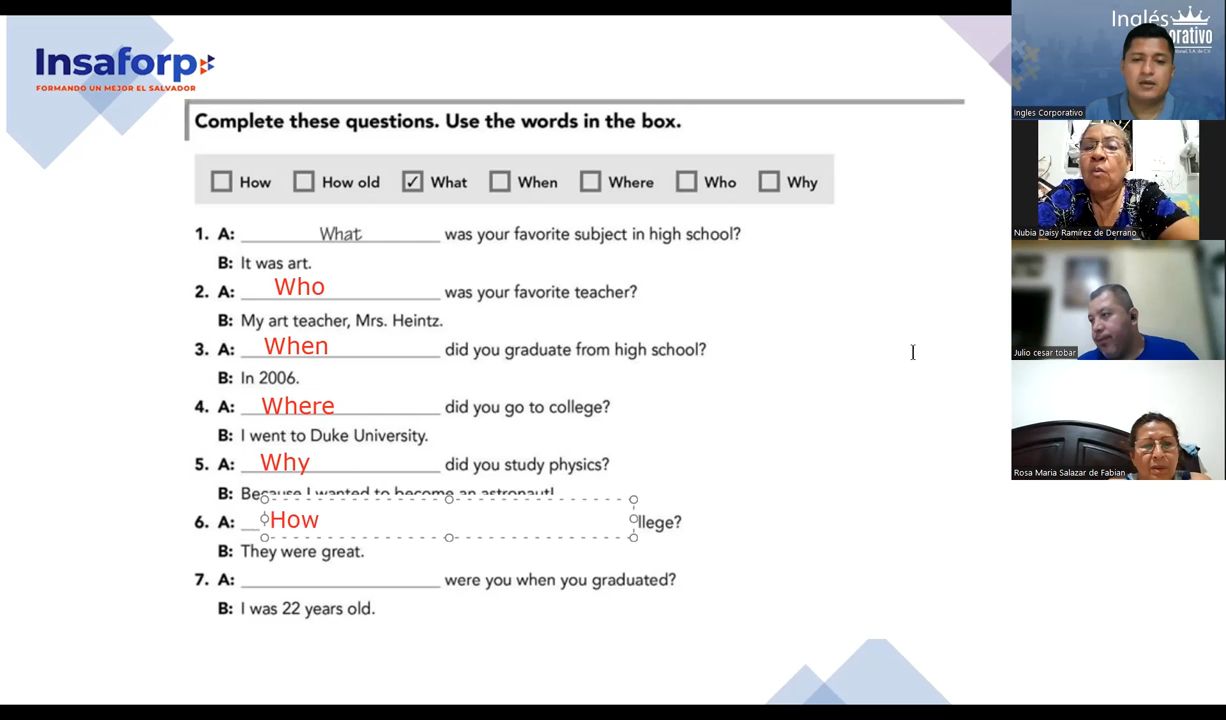 Insaforp
FORMANDO UN MEJOR EL SALVADOR
Complete these questions. Use the words in the box.
How How old ✓ What When Where Who Why
1. A: What was your favorite subject in high school?
B: It was art.
2. A: Who was your favorite teacher?
B: My art teacher, Mrs. Heintz.
3. A: When did you graduate from high school?
B: In 2006.
4. A: Where did you go to college?
B: I went to Duke University.
5. A: Why did you study physics?
B: Because I wanted to become an astronaut!
6. A: How llege?
B: They were great.
7. A: were you when you graduated?
B: I was 22 years old.
Inglés
orativo
Ingles Corporativo
Nubia Daisy Ramírez de Derrano
Julio cesar tobar
Rosa Maria Salazar de Fabian